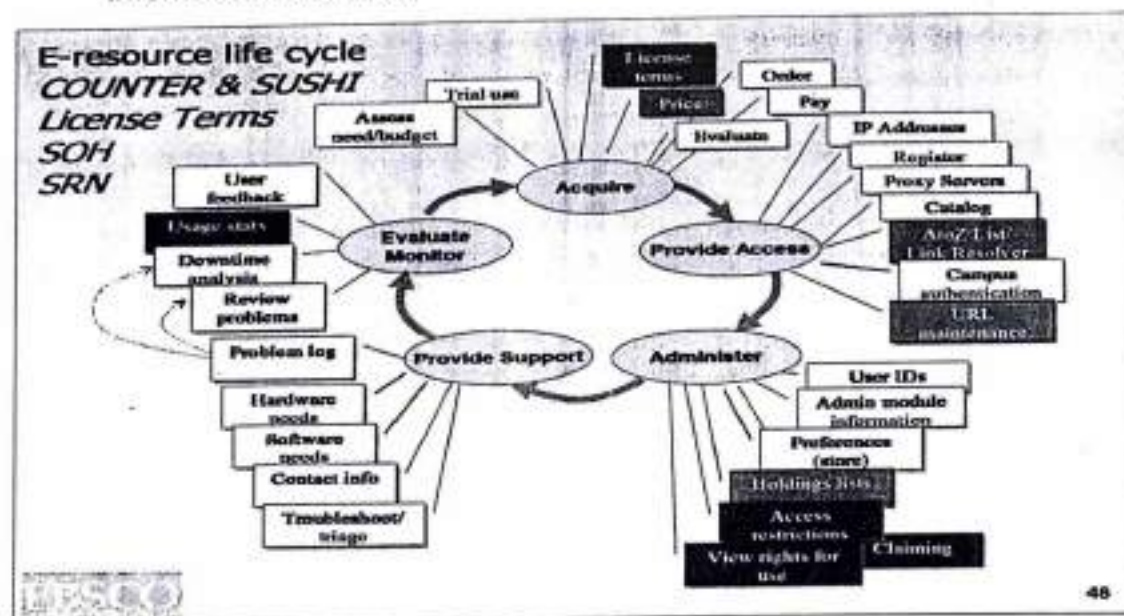 E-resource life cycle
COUNTER & SUSHI
License Terms
SOH
SRN
Assess
need/budget
Trial use
License
terms
Price
Evaluate
Order
Pay
Acquire
IP Addresses
Register
Proxy Servers
Catalog
AtoZ List/
Link Resolver
Campus
authentication
URL
maintenance
Provide Access
User IDs
Admin module
information
Preferences
(store)
Holdings lists
Access
restrictions
Claiming
View rights for
use
Administer
Provide Support
Problem log
Hardware
needs
Software
needs
Contact info
Troubleshoot/
triage
Evaluate
Monitor
User
feedback
Usage stats
Downtime
analysis
Review
problems
EBSCO
48